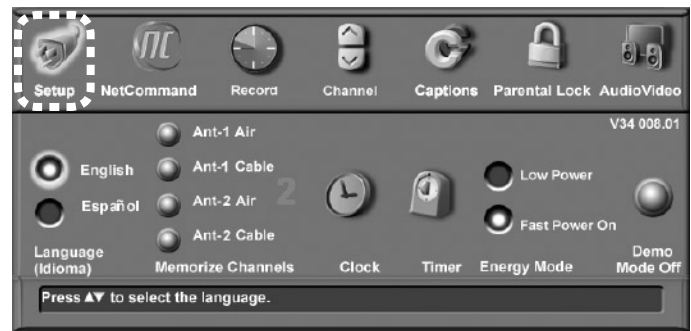 Setup NetCommand Record Channel Captions Parental Lock AudioVideo
V34 008.01
Ant-1 Air
English
Ant-1 Cable
Low Power
Español
Ant-2 Air
2
Fast Power On
Ant-2 Cable
Language
(Idioma)
Memorize Channels
Clock
Timer
Energy Mode
Demo
Mode Off
Press ▲▼ to select the language.